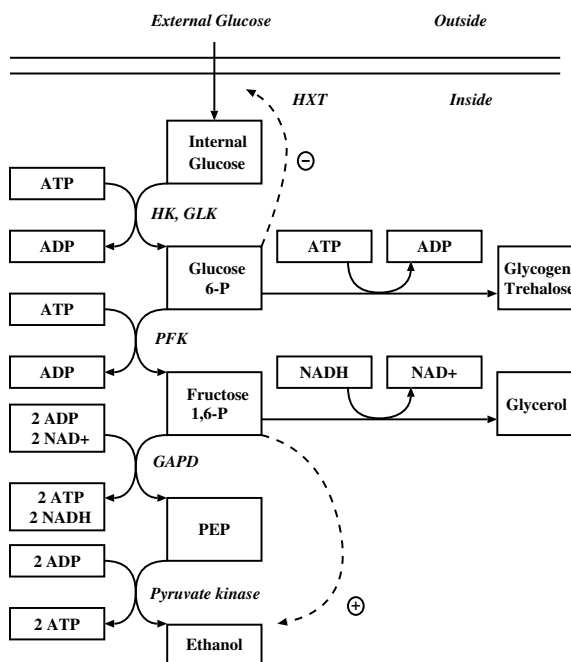 External Glucose
Outside
HXT
Inside
Internal
Glucose
−
ATP
HK, GLK
ADP
Glucose
6-P
ATP
ADP
Glycogen
Trehalose
ATP
PFK
ADP
Fructose
1,6-P
NADH
NAD+
Glycerol
2 ADP
2 NAD+
GAPD
2 ATP
2 NADH
PEP
2 ADP
Pyruvate kinase
+
2 ATP
Ethanol